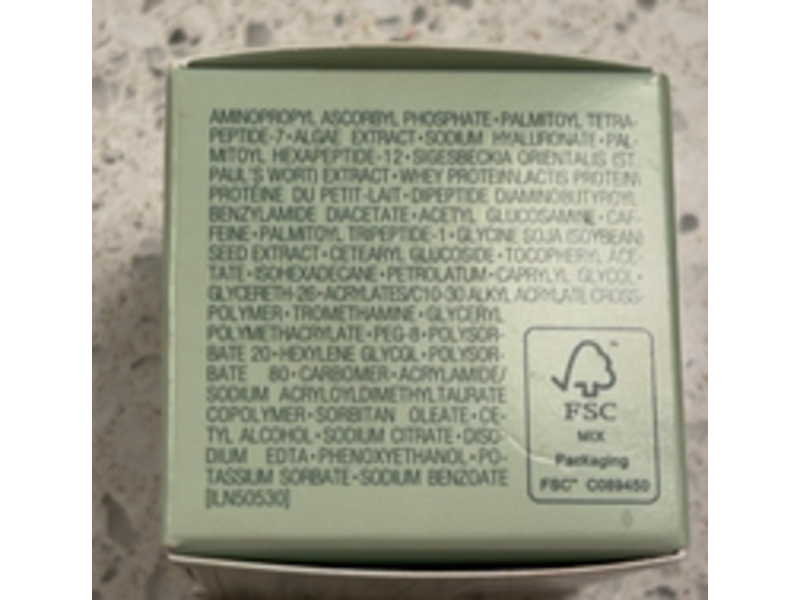 AMINOPROPYL ASCORBYL PHOSPHATE•PALMITOYL TETRA-
PEPTIDE-7•ALGAE EXTRACT•SODIUM HYALURONATE•PAL-
MITOYL HEXAPEPTIDE-12•SIGESBECKIA ORIENTALIS (ST.
PAUL'S WORT) EXTRACT•WHEY PROTEIN\LACTIS PROTEIN\
PROTÉINE DU PETIT-LAIT•DIPEPTIDE DIAMINOBUTYROYL
BENZYLAMIDE DIACETATE•ACETYL GLUCOSAMINE•CAF-
FEINE•PALMITOYL TRIPEPTIDE-1•GLYCINE SOJA (SOYBEAN)
SEED EXTRACT•CETEARYL GLUCOSIDE•TOCOPHERYL ACE-
TATE•ISOHEXADECANE•PETROLATUM•CAPRYLYL GLYCOL•
GLYCERETH-26•ACRYLATES/C10-30 ALKYL ACRYLATE CROSS-
POLYMER•TROMETHAMINE•GLYCERYL
POLYMETHACRYLATE•PEG-8•POLYSOR-
BATE 20•HEXYLENE GLYCOL•POLYSOR-
BATE 80•CARBOMER•ACRYLAMIDE/
SODIUM ACRYLOYLDIMETHYLTAURATE
COPOLYMER•SORBITAN OLEATE•CE-
TYL ALCOHOL•SODIUM CITRATE•DISO-
DIUM EDTA•PHENOXYETHANOL•PO-
TASSIUM SORBATE•SODIUM BENZOATE
[ILN50530]
FSC
MIX
Packaging
FSC™ C089450